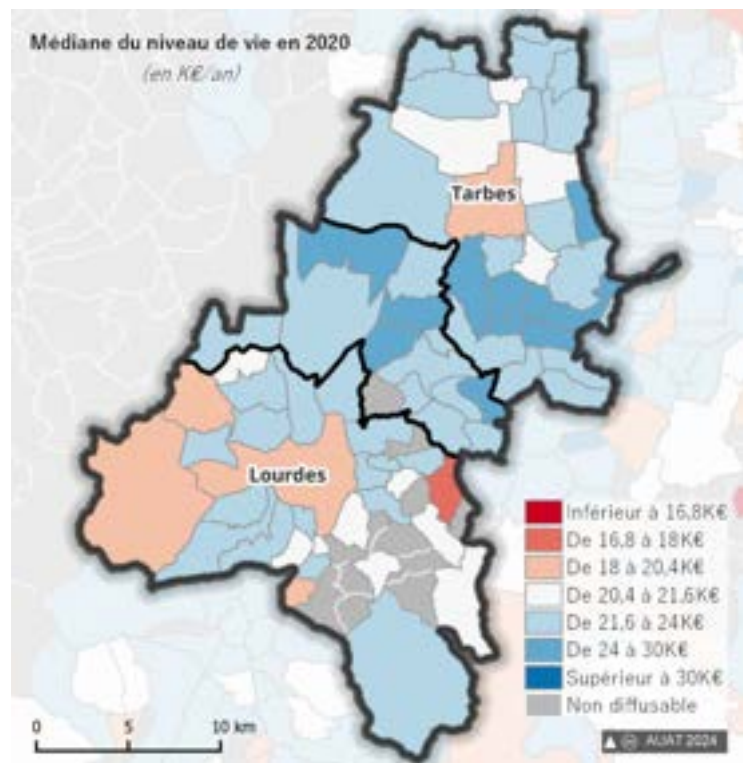 Médiane du niveau de vie en 2020
(en K€/an)
Tarbes
Lourdes
Inférieur à 16,8K€
De 16,8 à 18K€
De 18 à 20,4K€
De 20,4 à 21,6K€
De 21,6 à 24K€
De 24 à 30K€
Supérieur à 30K€
Non diffusable
0 5 10 km
AUAT 2024